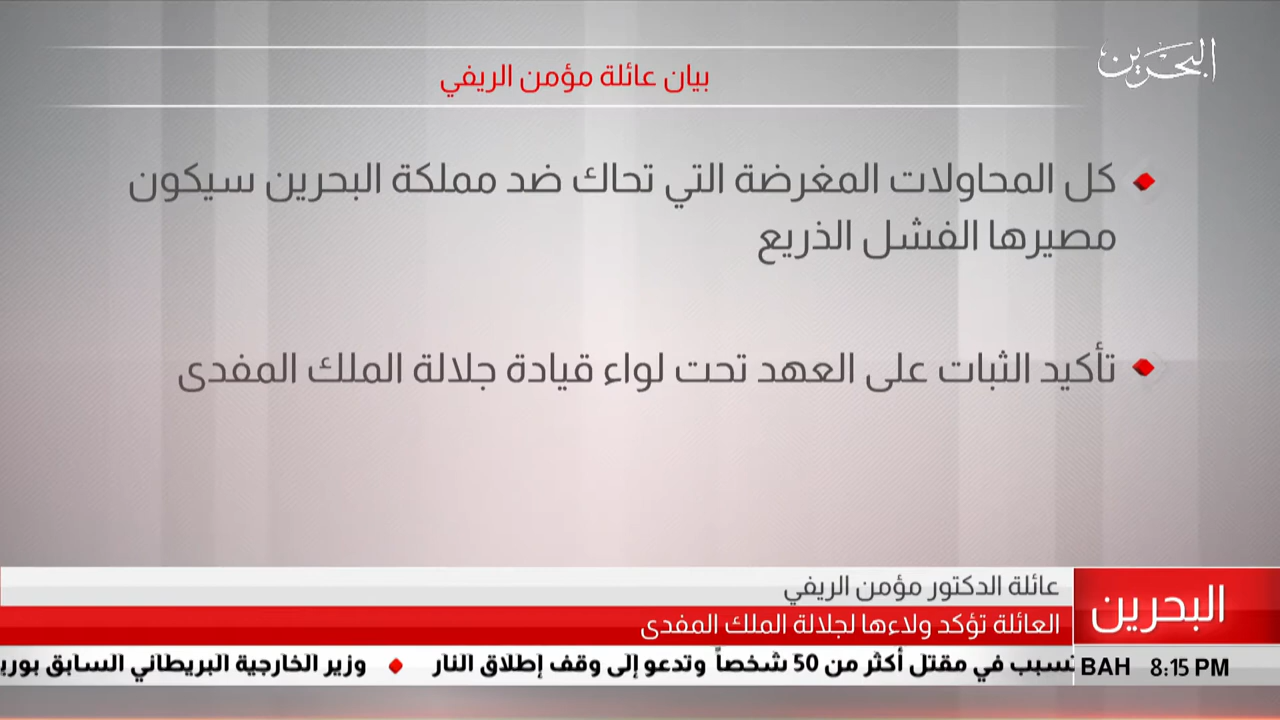 البحرين
بيان عائلة مؤمن الريفي
كل المحاولات المغرضة التي تحاك ضد مملكة البحرين سيكون
مصيرها الفشل الذريع
تأكيد الثبات على العهد تحت لواء قيادة جلالة الملك المفدى
البحرين
عائلة الدكتور مؤمن الريفي
العائلة تؤكد ولاءها لجلالة الملك المفدى
BAH 8:15 PM
تسبب في مقتل أكثر من 50 شخصاً وتدعو إلى وقف إطلاق النار ♦ وزير الخارجية البريطاني السابق